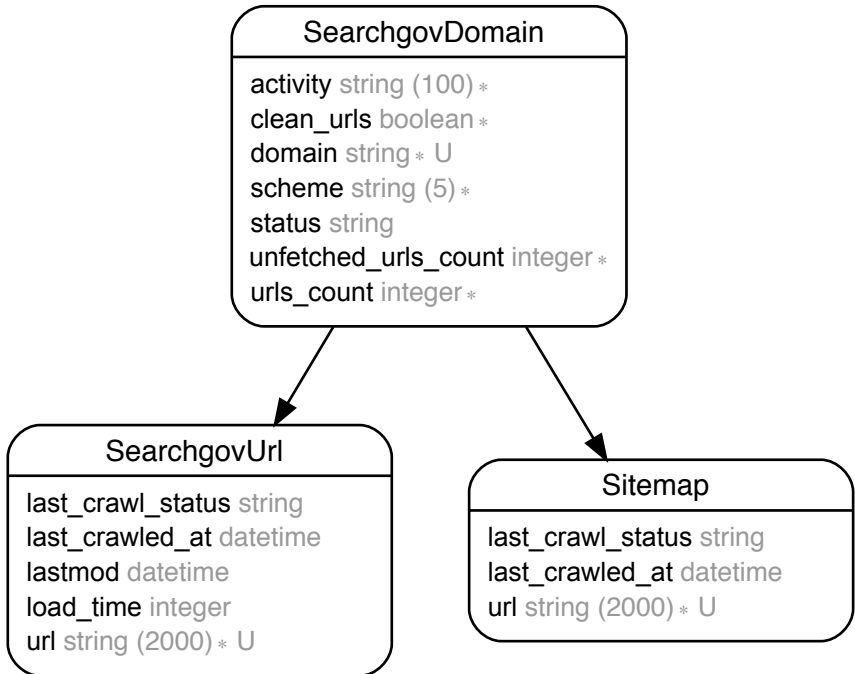 SearchgovDomain
activity string (100) ∗
clean_urls boolean ∗
domain string ∗ U
scheme string (5) ∗
status string
unfetched_urls_count integer ∗
urls_count integer ∗
SearchgovUrl
last_crawl_status string
last_crawled_at datetime
lastmod datetime
load_time integer
url string (2000) ∗ U
Sitemap
last_crawl_status string
last_crawled_at datetime
url string (2000) ∗ U